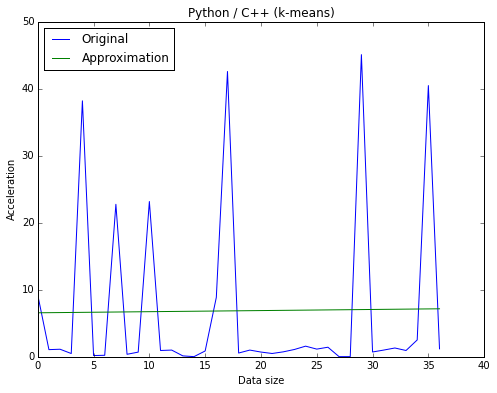 Python / C++ (k-means)
Original
Approximation
Acceleration
50
40
30
20
10
0
0 5 10 15 20 25 30 35 40
Data size